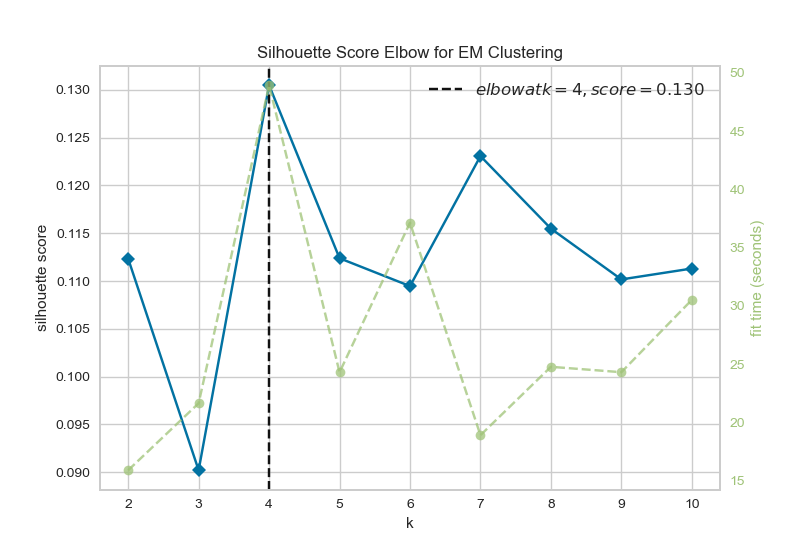 Silhouette Score Elbow for EM Clustering
elbowatk = 4, score = 0.130
silhouette score
0.130
0.125
0.120
0.115
0.110
0.105
0.100
0.095
0.090
50
45
40
35
30
25
20
15
fit time (seconds)
2 3 4 5 6 7 8 9 10
k